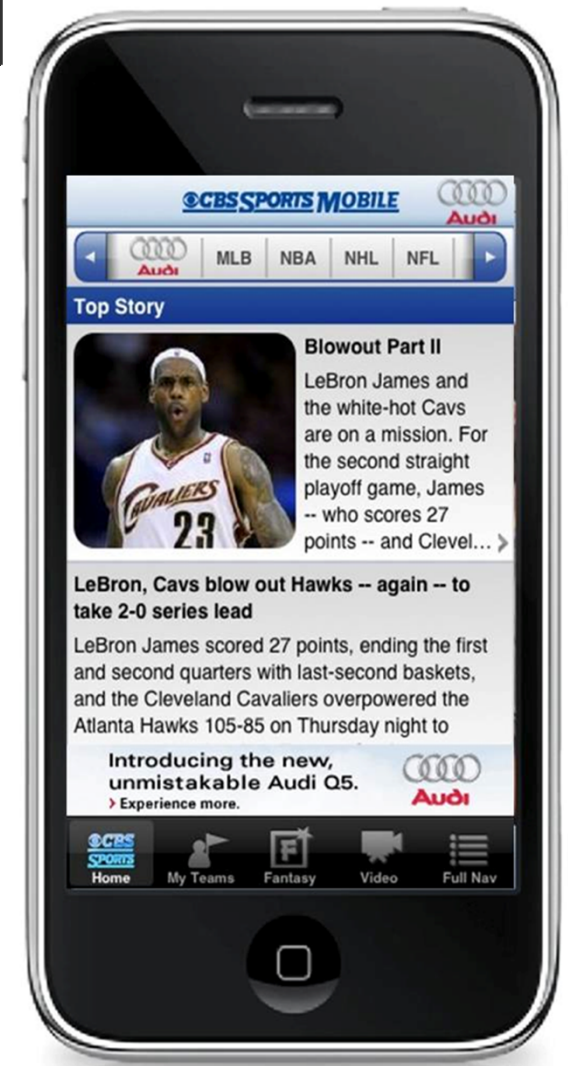 CBS SPORTS MOBILE
Audi
Audi
MLB
NBA
NHL
NFL
Top Story
Blowout Part II
LeBron James and
the white-hot Cavs
are on a mission. For
the second straight
playoff game, James
-- who scores 27
points -- and Clevel...
CAVALIERS
23
LeBron, Cavs blow out Hawks -- again -- to
take 2-0 series lead
LeBron James scored 27 points, ending the first
and second quarters with last-second baskets,
and the Cleveland Cavaliers overpowered the
Atlanta Hawks 105-85 on Thursday night to
Introducing the new,
unmistakable Audi Q5.
Experience more.
Audi
CBS
SPORTS
Home
My Teams
F
Fantasy
Video
Full Nav